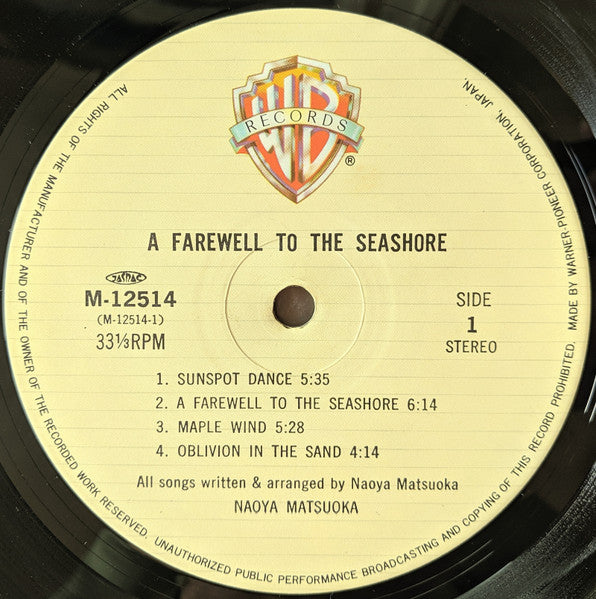 WB
RECORDS
®
A FAREWELL TO THE SEASHORE
JASRAC
M-12514
(M-12514-1)
33⅓RPM
SIDE
1
STEREO
1. SUNSPOT DANCE 5:35
2. A FAREWELL TO THE SEASHORE 6:14
3. MAPLE WIND 5:28
4. OBLIVION IN THE SAND 4:14
All songs written & arranged by Naoya Matsuoka
NAOYA MATSUOKA
ALL RIGHTS OF THE MANUFACTURER AND OF THE OWNER OF THE RECORDED WORK RESERVED. UNAUTHORIZED PUBLIC PERFORMANCE BROADCASTING AND COPYING OF THIS RECORD PROHIBITED. MADE BY WARNER-PIONEER CORPORATION, JAPAN.